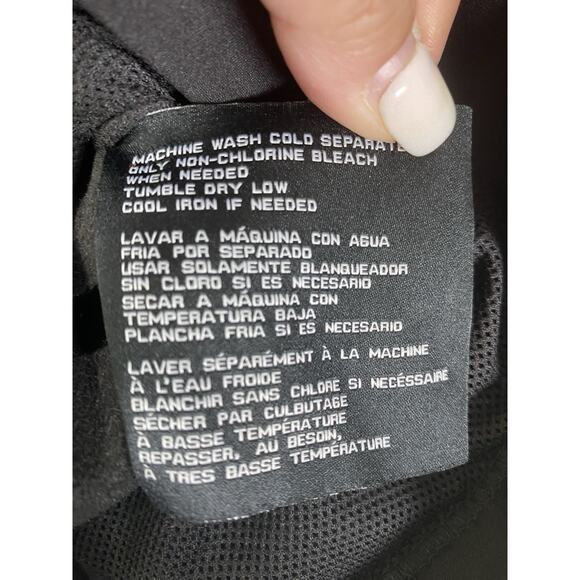 MACHINE WASH COLD SEPARATE
ONLY NON-CHLORINE BLEACH
WHEN NEEDED
TUMBLE DRY LOW
COOL IRON IF NEEDED
LAVAR A MÁQUINA CON AGUA
FRIA POR SEPARADO
USAR SOLAMENTE BLANQUEADOR
SIN CLORO SI ES NECESARIO
SECAR A MÁQUINA CON
TEMPERATURA BAJA
PLANCHA FRIA SI ES NECESARIO
LAVER SÉPARÉMENT À LA MACHINE
À L'EAU FROIDE
BLANCHIR SANS CHLORE SI NÉCÉSSAIRE
SÉCHER PAR CULBUTAGE
À BASSE TEMPÉRATURE
REPASSER, AU BESOIN,
À TRES BASSE TEMPÉRATURE